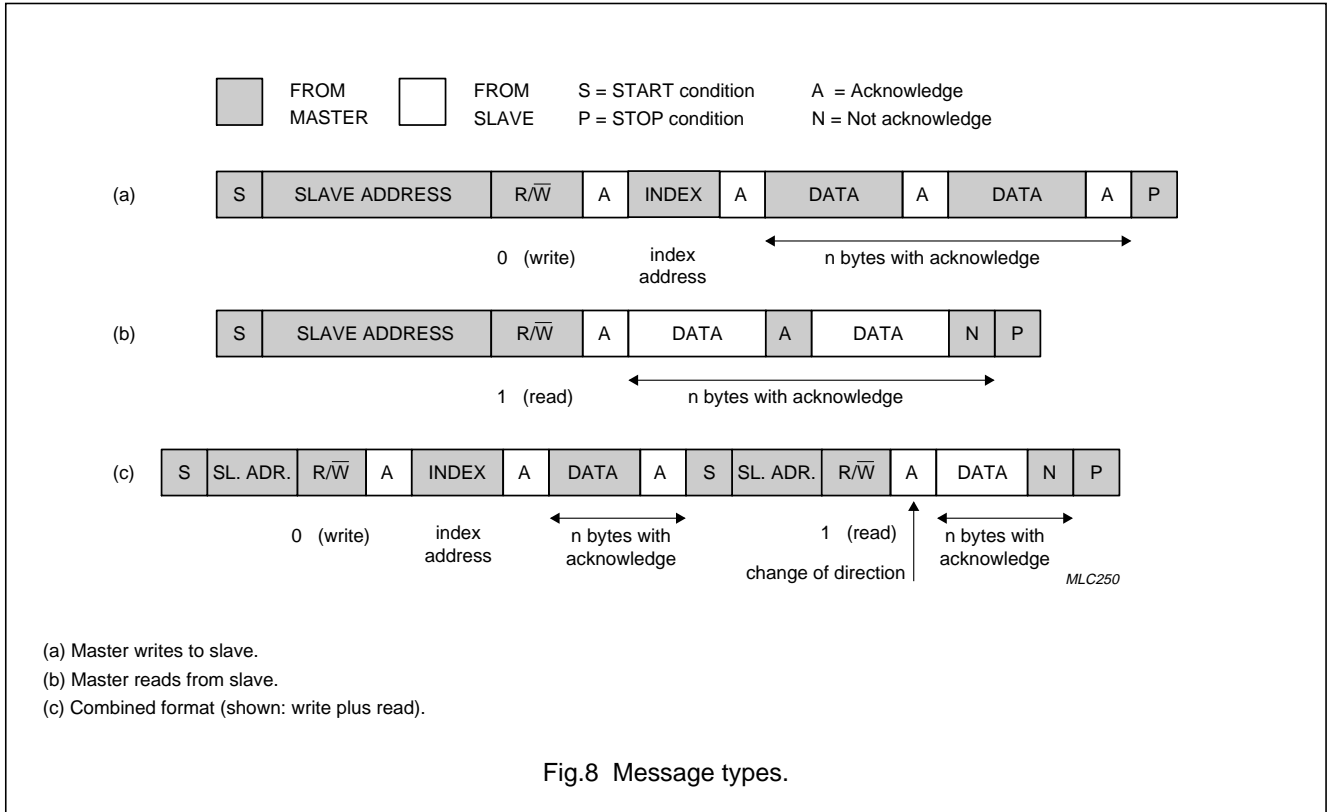 FROM MASTER FROM SLAVE S = START condition A = Acknowledge
P = STOP condition N = Not acknowledge
(a) S SLAVE ADDRESS R/W̅ A INDEX A DATA A DATA A P
0 (write) index address n bytes with acknowledge
(b) S SLAVE ADDRESS R/W̅ A DATA A DATA N P
1 (read) n bytes with acknowledge
(c) S SL. ADR. R/W̅ A INDEX A DATA A S SL. ADR. R/W̅ A DATA N P
0 (write) index address n bytes with acknowledge 1 (read) n bytes with acknowledge
change of direction
MLC250
(a) Master writes to slave.
(b) Master reads from slave.
(c) Combined format (shown: write plus read).
Fig.8 Message types.